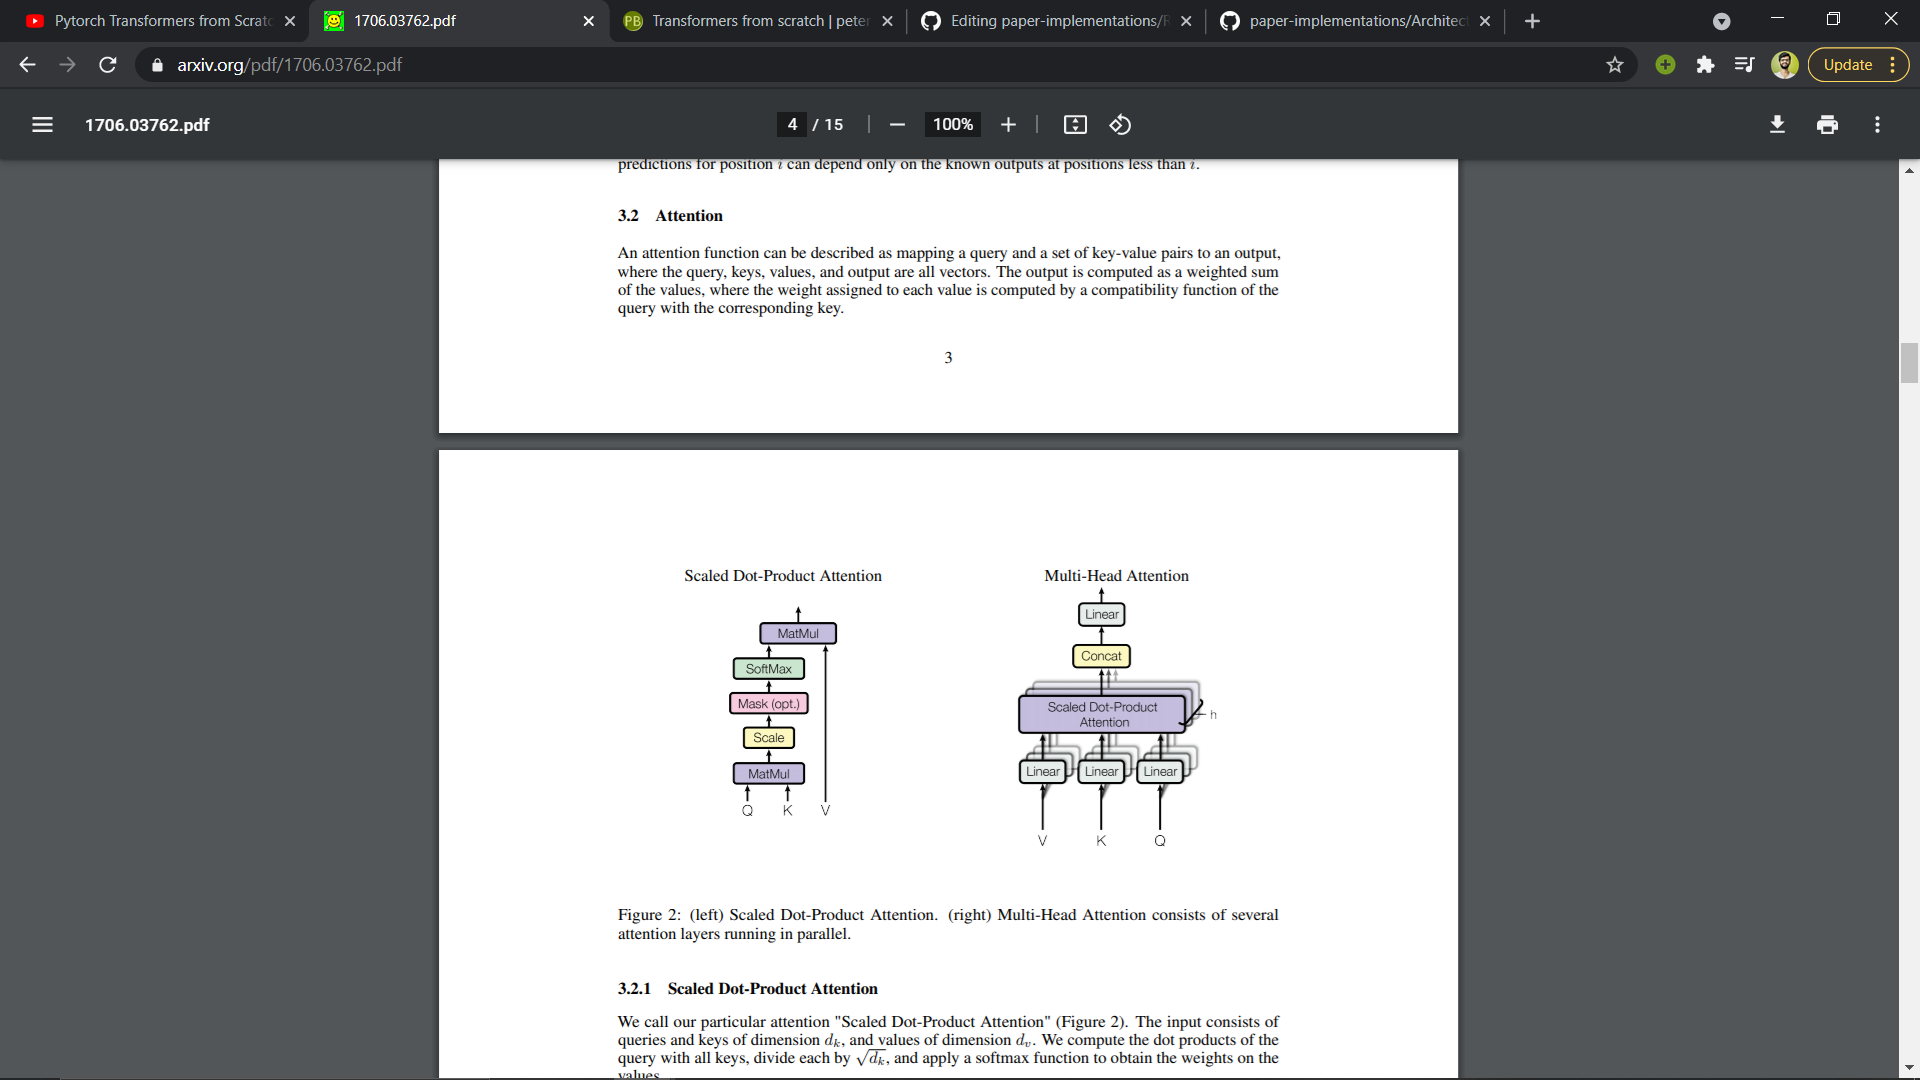 Pytorch Transformers from Scratc
1706.03762.pdf
PB Transformers from scratch | peter
Editing paper-implementations/R
paper-implementations/Architect
arxiv.org/pdf/1706.03762.pdf
Update
1706.03762.pdf
4 / 15
100%
predictions for position i can depend only on the known outputs at positions less than i.
3.2 Attention
An attention function can be described as mapping a query and a set of key-value pairs to an output,
where the query, keys, values, and output are all vectors. The output is computed as a weighted sum
of the values, where the weight assigned to each value is computed by a compatibility function of the
query with the corresponding key.
3
Scaled Dot-Product Attention
MatMul
SoftMax
Mask (opt.)
Scale
MatMul
Q K V
Multi-Head Attention
Linear
Concat
Scaled Dot-Product
Attention
h
Linear Linear Linear
V K Q
Figure 2: (left) Scaled Dot-Product Attention. (right) Multi-Head Attention consists of several
attention layers running in parallel.
3.2.1 Scaled Dot-Product Attention
We call our particular attention "Scaled Dot-Product Attention" (Figure 2). The input consists of
queries and keys of dimension dk, and values of dimension dv. We compute the dot products of the
query with all keys, divide each by √dk, and apply a softmax function to obtain the weights on the
values.